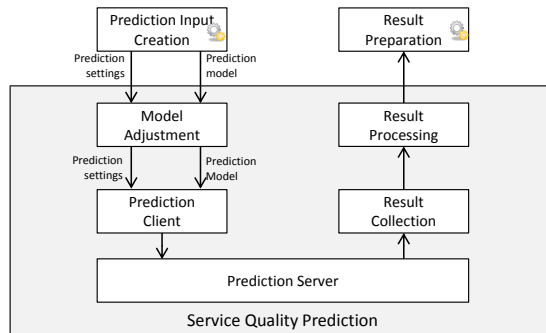 Prediction Input
Creation
Result
Preparation
Prediction
settings
Prediction
model
Model
Adjustment
Result
Processing
Prediction
settings
Prediction
Model
Prediction
Client
Result
Collection
Prediction Server
Service Quality Prediction